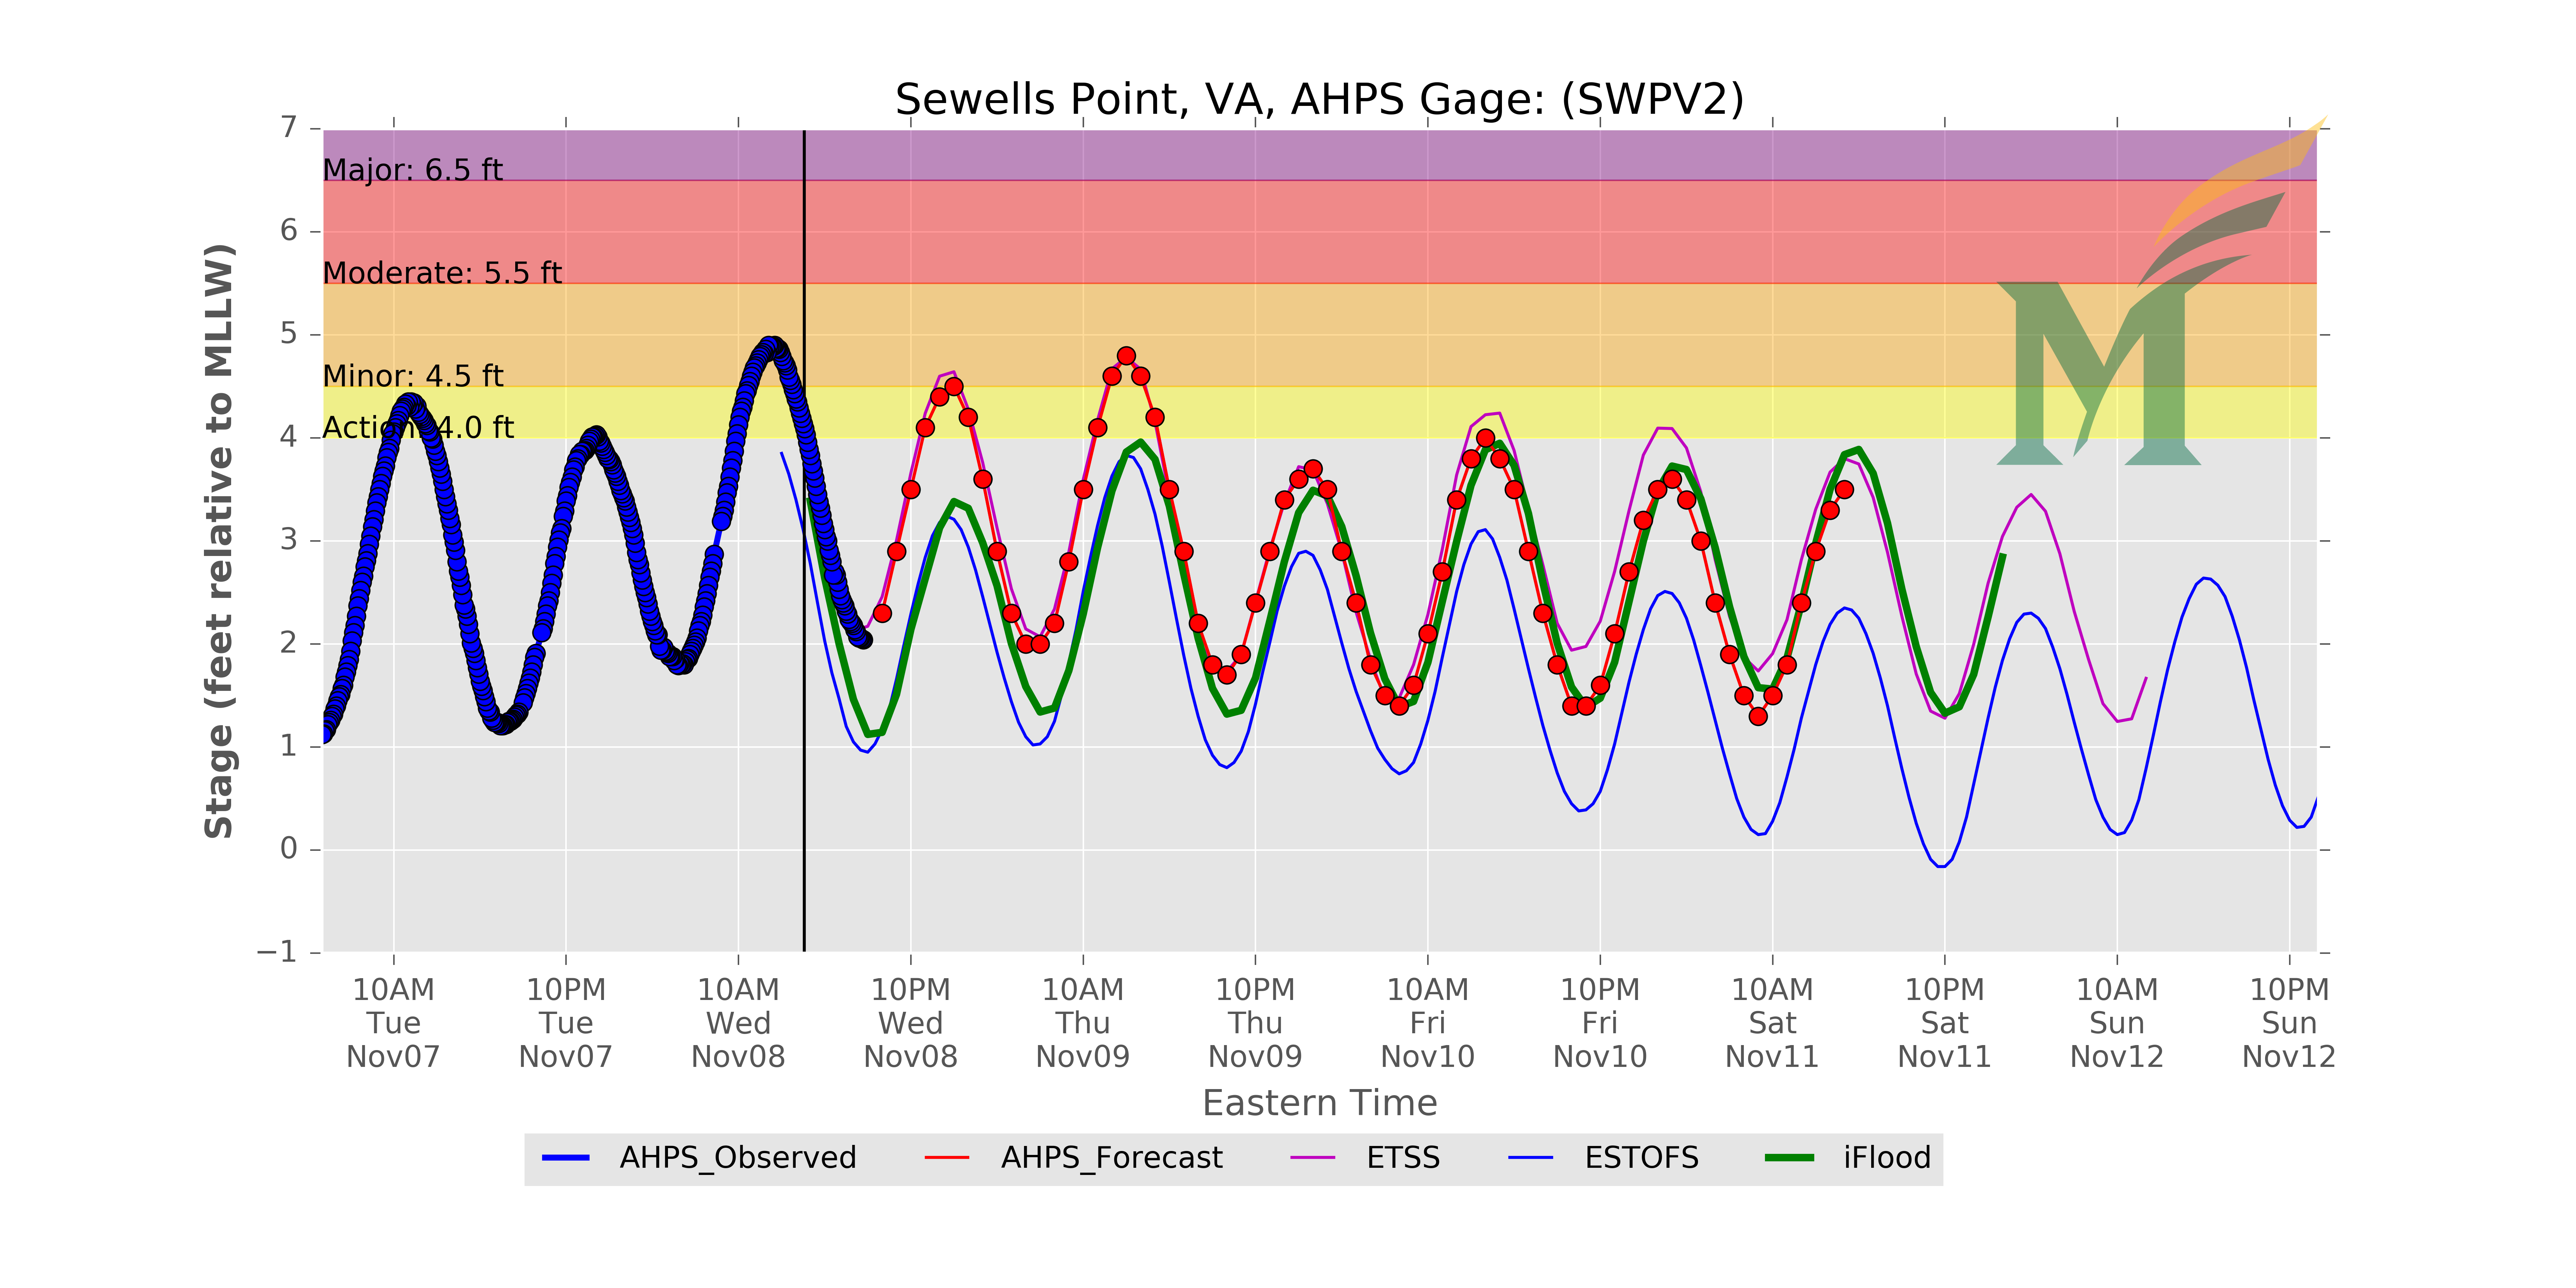 Sewells Point, VA, AHPS Gage: (SWPV2)
Stage (feet relative to MLLW)
7
6
5
4
3
2
1
0
−1
Major: 6.5 ft
Moderate: 5.5 ft
Minor: 4.5 ft
Action: 4.0 ft
M
10AM Tue Nov07
10PM Tue Nov07
10AM Wed Nov08
10PM Wed Nov08
10AM Thu Nov09
10PM Thu Nov09
10AM Fri Nov10
10PM Fri Nov10
10AM Sat Nov11
10PM Sat Nov11
10AM Sun Nov12
10PM Sun Nov12
Eastern Time
AHPS_Observed AHPS_Forecast ETSS ESTOFS iFlood